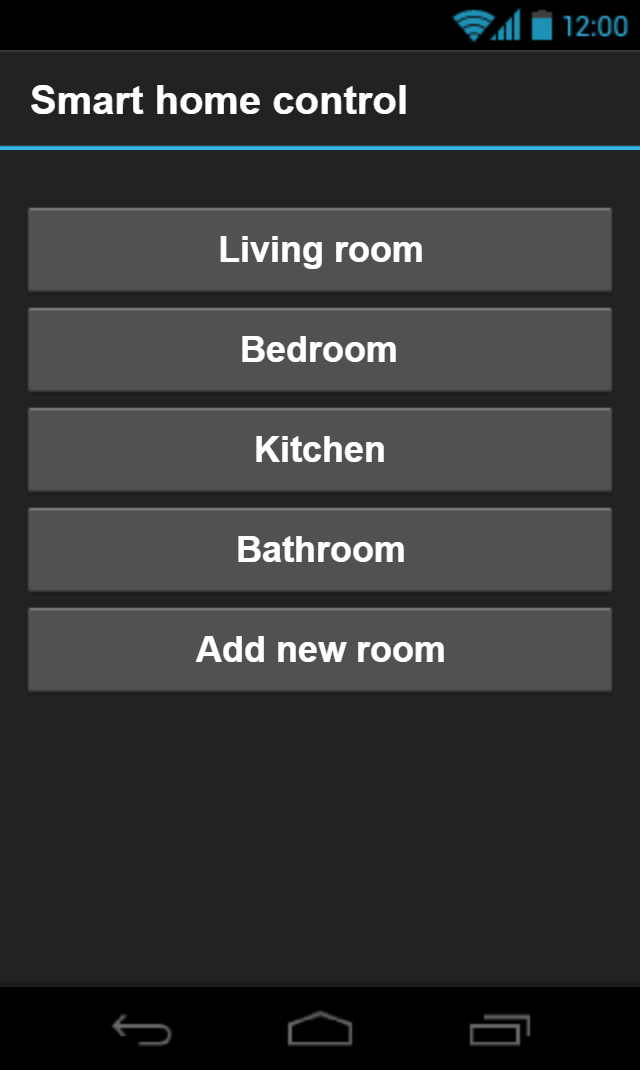 12:00
Smart home control
Living room
Bedroom
Kitchen
Bathroom
Add new room